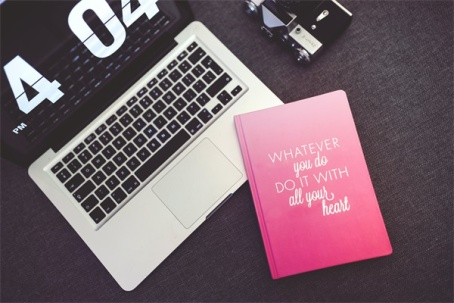 4 04
PM
WHATEVER
you do
DO IT WITH
all your
heart